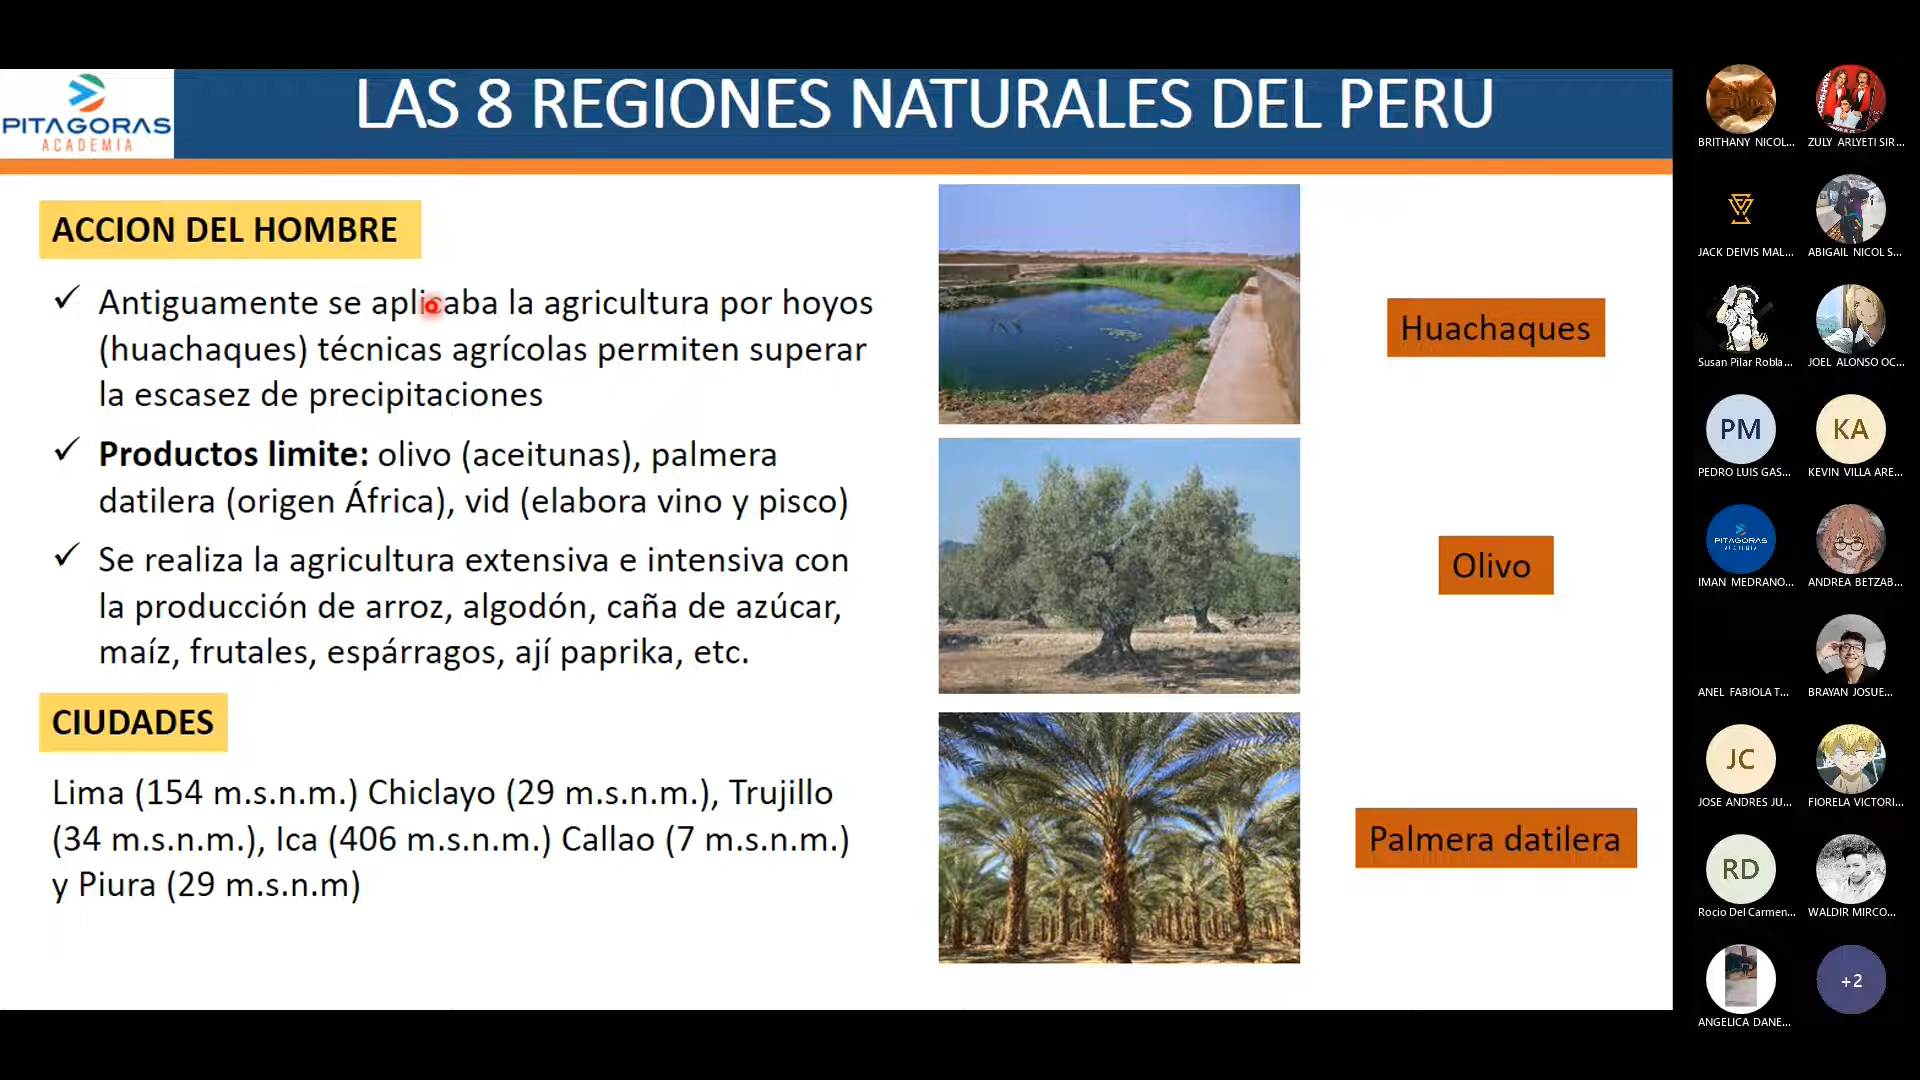 PITAGORAS
ACADEMIA
LAS 8 REGIONES NATURALES DEL PERU
ACCION DEL HOMBRE
✓ Antiguamente se aplicaba la agricultura por hoyos
(huachaques) técnicas agrícolas permiten superar
la escasez de precipitaciones
✓ Productos limite: olivo (aceitunas), palmera
datilera (origen África), vid (elabora vino y pisco)
✓ Se realiza la agricultura extensiva e intensiva con
la producción de arroz, algodón, caña de azúcar,
maíz, frutales, espárragos, ají paprika, etc.
CIUDADES
Lima (154 m.s.n.m.) Chiclayo (29 m.s.n.m.), Trujillo
(34 m.s.n.m.), Ica (406 m.s.n.m.) Callao (7 m.s.n.m.)
y Piura (29 m.s.n.m)
Huachaques
Olivo
Palmera datilera
BRITHANY NICOL...
ZULY ARLYETI SIR...
JACK DEIVIS MAL...
ABIGAIL NICOL S...
Susan Pilar Robla...
JOEL ALONSO OC...
PM
PEDRO LUIS GAS...
KA
KEVIN VILLA ARE...
PITAGORAS
ACADEMIA
IMAN MEDRANO...
ANDREA BETZAB...
ANEL FABIOLA T...
BRAYAN JOSUE...
JC
JOSE ANDRES JU...
FIORELA VICTORI...
RD
Rocio Del Carmen...
WALDIR MIRCO...
ANGELICA DANE...
+2